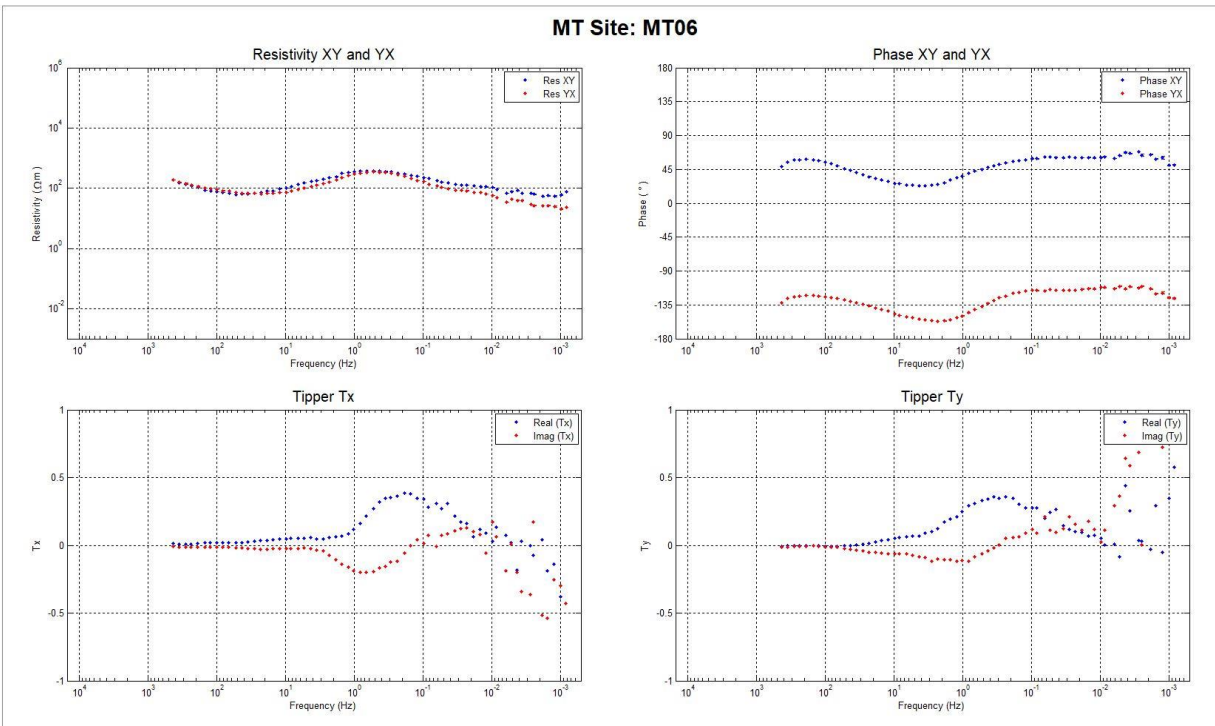 MT Site: MT06
Resistivity XY and YX
Res XY
Res YX
10^6
10^4
10^2
10^0
10^-2
Resistivity (Ωm)
10^4 10^3 10^2 10^1 10^0 10^-1 10^-2 10^-3
Frequency (Hz)
Phase XY and YX
Phase XY
Phase YX
180
135
90
45
0
-45
-90
-135
-180
Phase (°)
10^4 10^3 10^2 10^1 10^0 10^-1 10^-2 10^-3
Frequency (Hz)
Tipper Tx
Real (Tx)
Imag (Tx)
1
0.5
0
-0.5
-1
Tx
10^4 10^3 10^2 10^1 10^0 10^-1 10^-2 10^-3
Frequency (Hz)
Tipper Ty
Real (Ty)
Imag (Ty)
1
0.5
0
-0.5
-1
Ty
10^4 10^3 10^2 10^1 10^0 10^-1 10^-2 10^-3
Frequency (Hz)